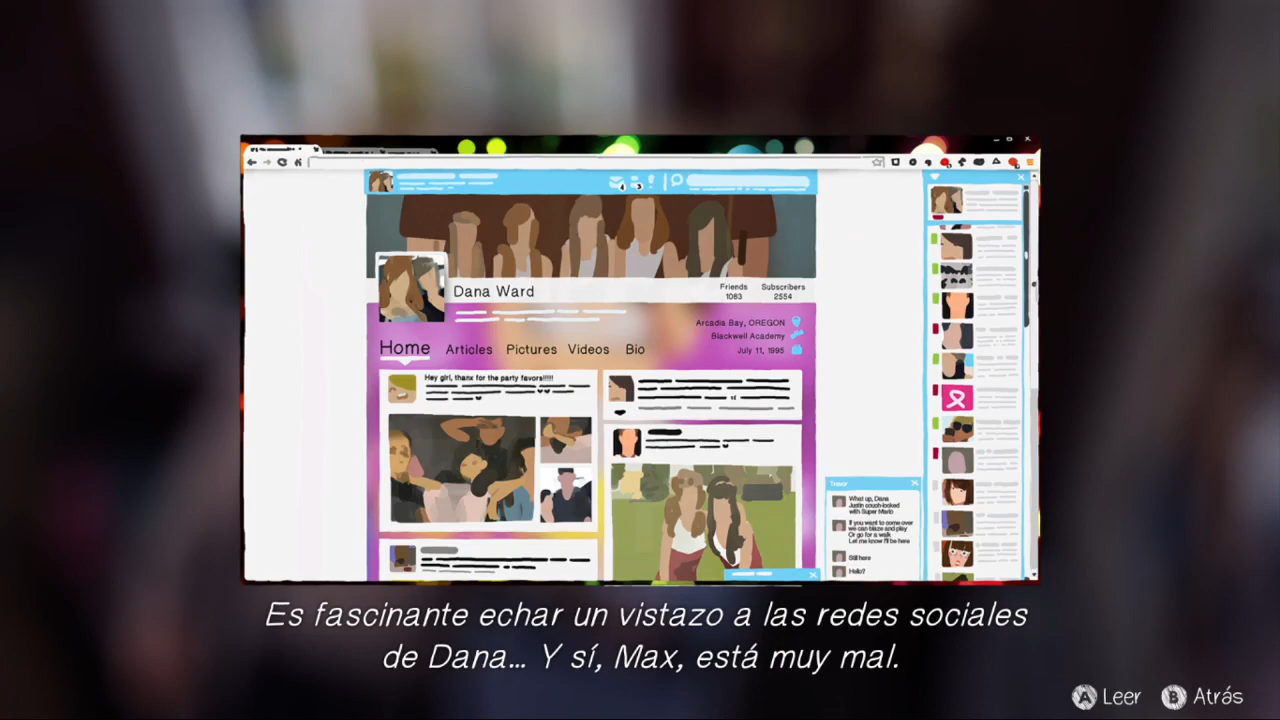 Dana Ward
Friends
1083
Subscribers
2554
Arcadia Bay, OREGON
Blackwell Academy
July 11, 1995
Home Articles Pictures Videos Bio
Hey girl, thanx for the party favors!!!!!
Trevor
What up, Dana
Justin couch-locked
with Super Mario
If you want to come over
we can blaze and play
Or go for a walk
Let me know I'll be here
Still here
Hello?
Es fascinante echar un vistazo a las redes sociales
de Dana... Y sí, Max, está muy mal.
A Leer B Atrás